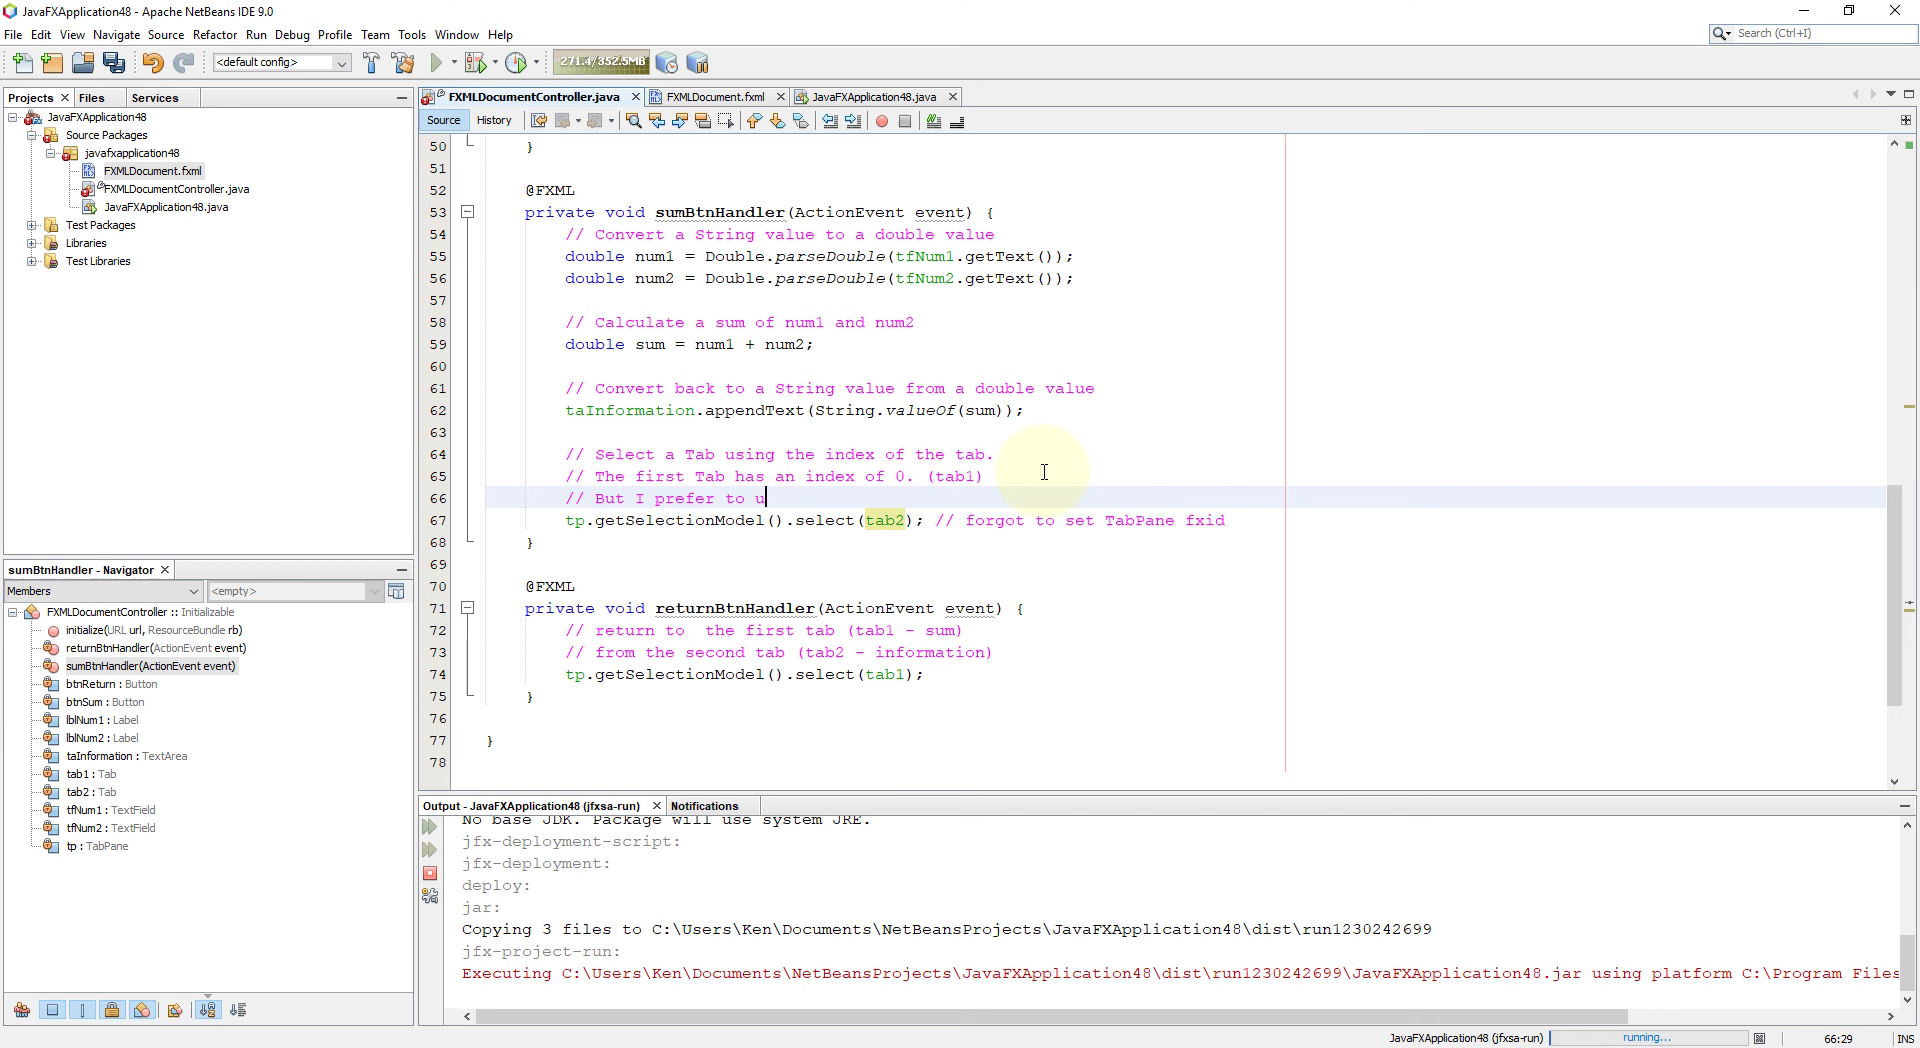 JavaFXApplication48 - Apache NetBeans IDE 9.0
File Edit View Navigate Source Refactor Run Debug Profile Team Tools Window Help
Search (Ctrl+I)
<default config>
271.4/352.5MB
Projects Files Services
JavaFXApplication48
Source Packages
javafxapplication48
FXMLDocument.fxml
FXMLDocumentController.java
JavaFXApplication48.java
Test Packages
Libraries
Test Libraries
FXMLDocumentController.java FXMLDocument.fxml JavaFXApplication48.java
Source History
50 }
51
52 @FXML
53 private void sumBtnHandler(ActionEvent event) {
54 // Convert a String value to a double value
55 double num1 = Double.parseDouble(tfNum1.getText());
56 double num2 = Double.parseDouble(tfNum2.getText());
57
58 // Calculate a sum of num1 and num2
59 double sum = num1 + num2;
60
61 // Convert back to a String value from a double value
62 taInformation.appendText(String.valueOf(sum));
63
64 // Select a Tab using the index of the tab.
65 // The first Tab has an index of 0. (tab1)
66 // But I prefer to u
67 tp.getSelectionModel().select(tab2); // forgot to set TabPane fxid
68 }
69
70 @FXML
71 private void returnBtnHandler(ActionEvent event) {
72 // return to  the first tab (tab1 - sum)
73 // from the second tab (tab2 - information)
74 tp.getSelectionModel().select(tab1);
75 }
76
77 }
78
sumBtnHandler - Navigator
Members <empty>
FXMLDocumentController :: Initializable
initialize(URL url, ResourceBundle rb)
returnBtnHandler(ActionEvent event)
sumBtnHandler(ActionEvent event)
btnReturn : Button
btnSum : Button
lblNum1 : Label
lblNum2 : Label
taInformation : TextArea
tab1 : Tab
tab2 : Tab
tfNum1 : TextField
tfNum2 : TextField
tp : TabPane
Output - JavaFXApplication48 (jfxsa-run) Notifications
No base JDK. Package will use system JRE.
jfx-deployment-script:
jfx-deployment:
deploy:
jar:
Copying 3 files to C:\Users\Ken\Documents\NetBeansProjects\JavaFXApplication48\dist\run1230242699
jfx-project-run:
Executing C:\Users\Ken\Documents\NetBeansProjects\JavaFXApplication48\dist\run1230242699\JavaFXApplication48.jar using platform C:\Program Files
JavaFXApplication48 (jfxsa-run) running... 66:29 INS